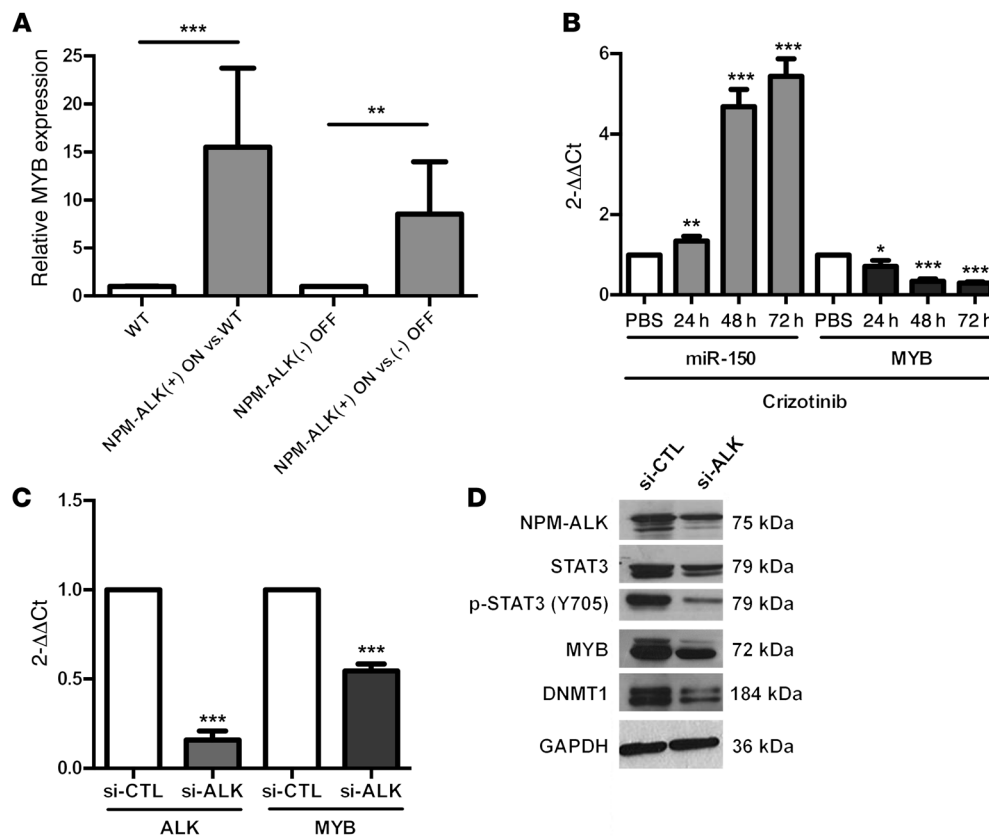 A
Relative MYB expression
25
20
15
10
5
0
***
**
WT
NPM-ALK(+) ON vs.WT
NPM-ALK(-) OFF
NPM-ALK(+) ON vs.(-) OFF
B
2-ΔΔCt
6
4
2
0
** *** *** * *** ***
PBS 24 h 48 h 72 h PBS 24 h 48 h 72 h
miR-150 MYB
Crizotinib
C
2-ΔΔCt
1.5
1.0
0.5
0.0
*** ***
si-CTL si-ALK si-CTL si-ALK
ALK MYB
D
si-CTL si-ALK
NPM-ALK 75 kDa
STAT3 79 kDa
p-STAT3 (Y705) 79 kDa
MYB 72 kDa
DNMT1 184 kDa
GAPDH 36 kDa